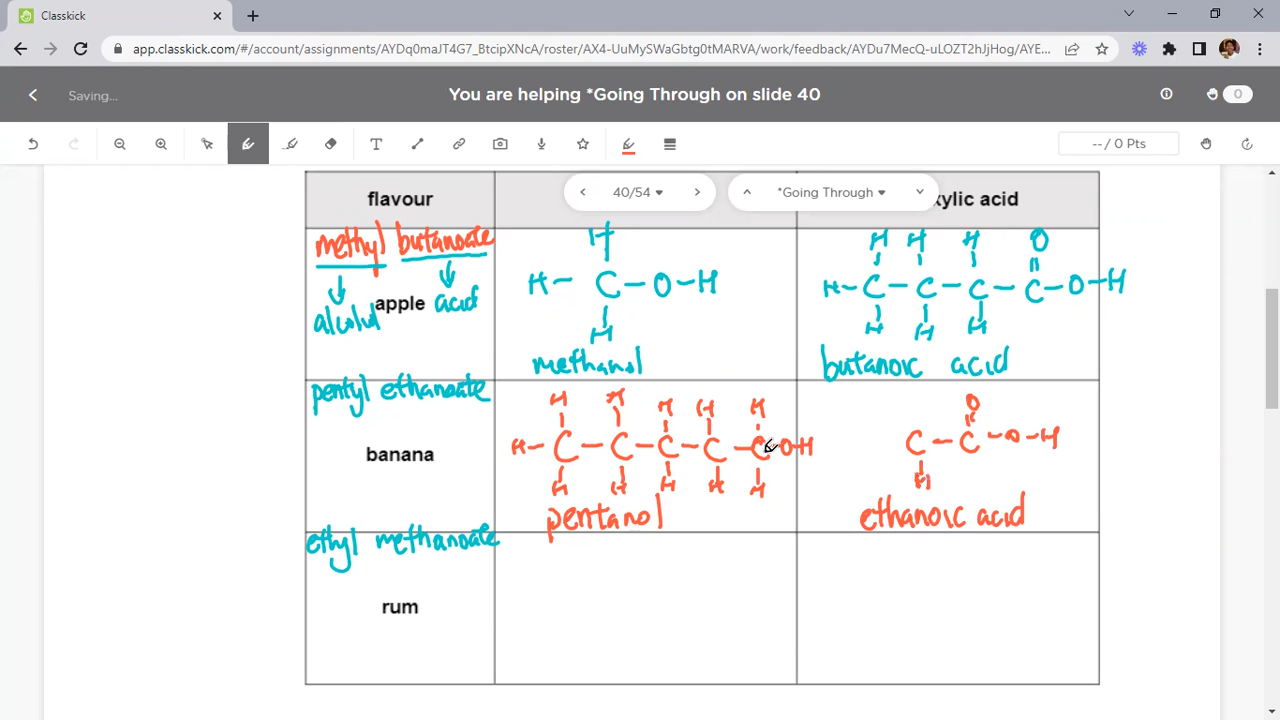 Classkick
app.classkick.com/#/account/assignments/AYDq0maJT4G7_BtcipXNXA/roster/AX4-UuMySWaGbtg0tMARVA/work/feedback/AYDu7MecQ-uLOZT2hJjHog/AYE...
Saving...
You are helping *Going Through on slide 40
0
T
-- / 0 Pts
40/54
*Going Through
flavour
xylic acid
methyl butanoate
alcohol
apple
acid
H
H – C – O – H
H
methanol
H H H O
H – C – C – C – C – O – H
H H H
butanoic acid
pentyl ethanoate
banana
H H H H H
H – C – C – C – C – C O H
H H H H H
pentanol
O
C – C – O – H
H
ethanoic acid
ethyl methanoate
rum